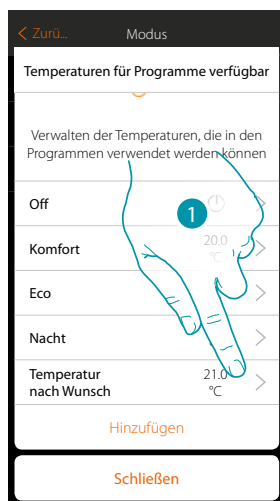 < Zurü... Modus
Temperaturen für Programme verfügbar
Verwalten der Temperaturen, die in den
Programmen verwendet werden können
Off
1
Komfort 20.0
°C
Eco
Nacht
Temperatur 21.0
nach Wunsch °C
Hinzufügen
Schließen